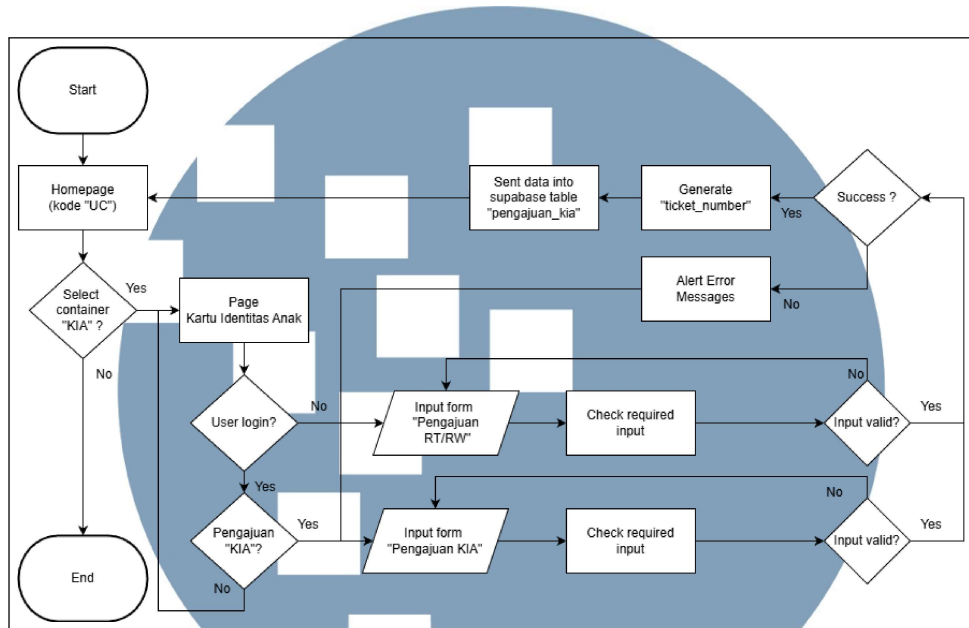 Start
Homepage
(kode "UC")
Sent data into
supabase table
"pengajuan_kia"
Generate
"ticket_number"
Yes
Success ?
Select
container
"KIA" ?
Yes
No
Page
Kartu Identitas Anak
Alert Error
Messages
No
User login?
No
Yes
Input form
"Pengajuan
RT/RW"
Check required
input
No
Input valid?
Yes
Pengajuan
"KIA"?
Yes
No
Input form
"Pengajuan KIA"
Check required
input
No
Input valid?
Yes
End